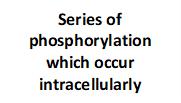 Series of
phosphorylation
which occur
intracellularly